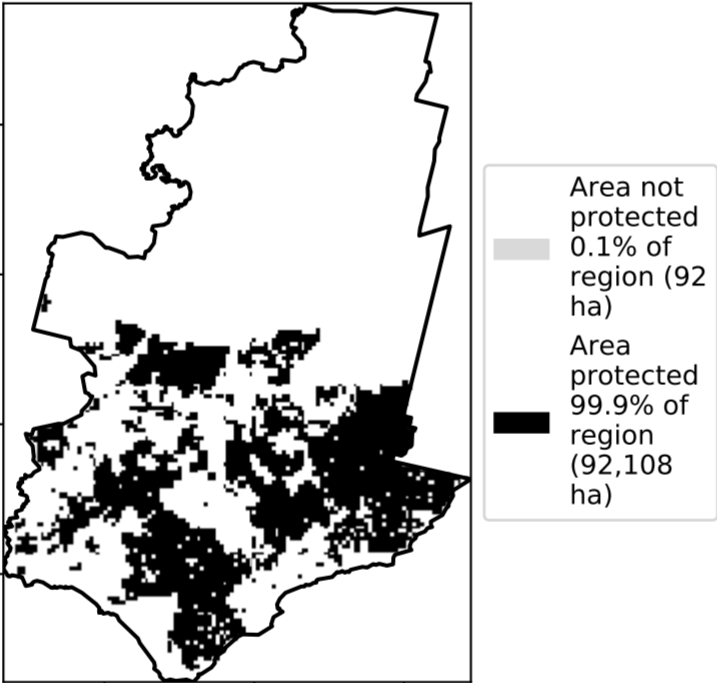 Area not
protected
0.1% of
region (92
ha)
Area
protected
99.9% of
region
(92,108
ha)